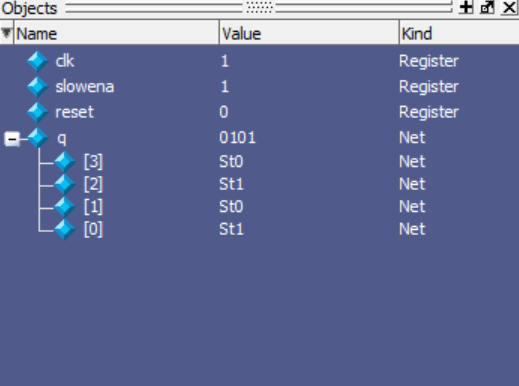 Objects
Name Value Kind
clk 1 Register
slowena 1 Register
reset 0 Register
q 0101 Net
[3] St0 Net
[2] St1 Net
[1] St0 Net
[0] St1 Net